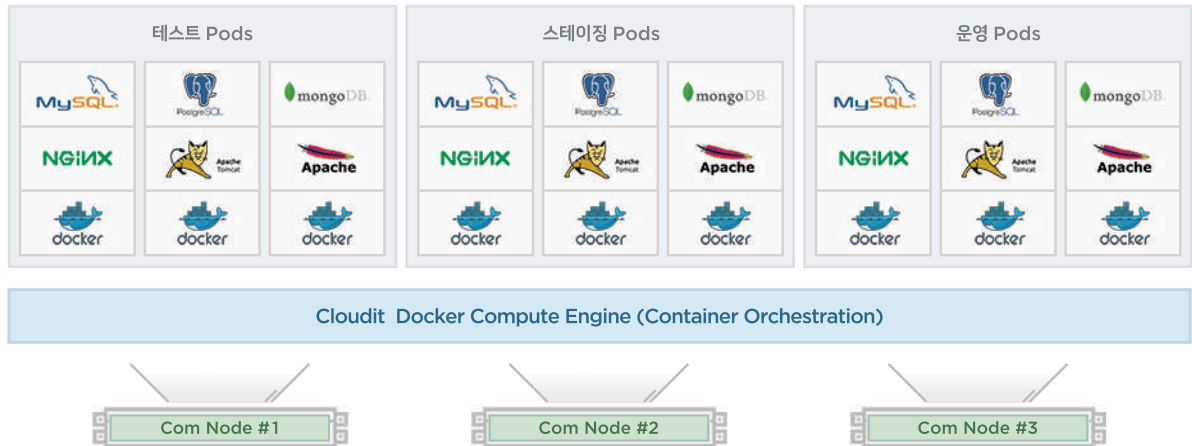 테스트 Pods
MySQL
PostgreSQL
mongoDB
NGiNX
Apache
Tomcat
Apache
docker
docker
docker
스테이징 Pods
MySQL
PostgreSQL
mongoDB
NGiNX
Apache
Tomcat
Apache
docker
docker
docker
운영 Pods
MySQL
PostgreSQL
mongoDB
NGiNX
Apache
Tomcat
Apache
docker
docker
docker
Cloudit Docker Compute Engine (Container Orchestration)
Com Node #1
Com Node #2
Com Node #3